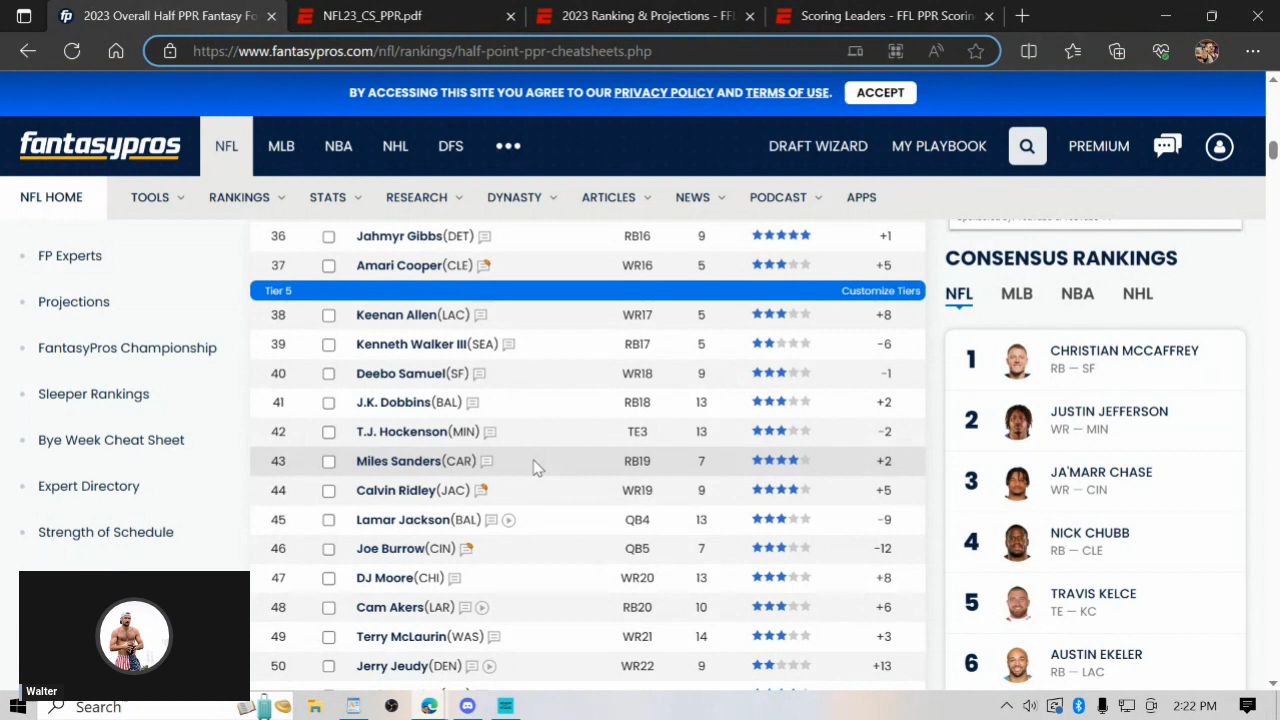 2023 Overall Half PPR Fantasy F
NFL23_CS_PPR.pdf
2023 Ranking & Projections - FFL
Scoring Leaders - FFL PPR Scorin
https://www.fantasypros.com/nfl/rankings/half-point-ppr-cheatsheets.php
BY ACCESSING THIS SITE YOU AGREE TO OUR PRIVACY POLICY AND TERMS OF USE. ACCEPT
fantasypros NFL MLB NBA NHL DFS ••• DRAFT WIZARD MY PLAYBOOK PREMIUM
NFL HOME TOOLS RANKINGS STATS RESEARCH DYNASTY ARTICLES NEWS PODCAST APPS
FP Experts
Projections
FantasyPros Championship
Sleeper Rankings
Bye Week Cheat Sheet
Expert Directory
Strength of Schedule
36 Jahmyr Gibbs(DET) RB16 9 +1
37 Amari Cooper(CLE) WR16 5 +5
Tier 5 Customize Tiers
38 Keenan Allen(LAC) WR17 5 +8
39 Kenneth Walker III(SEA) RB17 5 -6
40 Deebo Samuel(SF) WR18 9 -1
41 J.K. Dobbins(BAL) RB18 13 +2
42 T.J. Hockenson(MIN) TE3 13 -2
43 Miles Sanders(CAR) RB19 7 +2
44 Calvin Ridley(JAC) WR19 9 +5
45 Lamar Jackson(BAL) QB4 13 -9
46 Joe Burrow(CIN) QB5 7 -12
47 DJ Moore(CHI) WR20 13 +8
48 Cam Akers(LAR) RB20 10 +6
49 Terry McLaurin(WAS) WR21 14 +3
50 Jerry Jeudy(DEN) WR22 9 +13
CONSENSUS RANKINGS
NFL MLB NBA NHL
1 CHRISTIAN MCCAFFREY
RB — SF
2 JUSTIN JEFFERSON
WR — MIN
3 JA'MARR CHASE
WR — CIN
4 NICK CHUBB
RB — CLE
5 TRAVIS KELCE
TE — KC
6 AUSTIN EKELER
RB — LAC
Walter
Search
2:22 PM